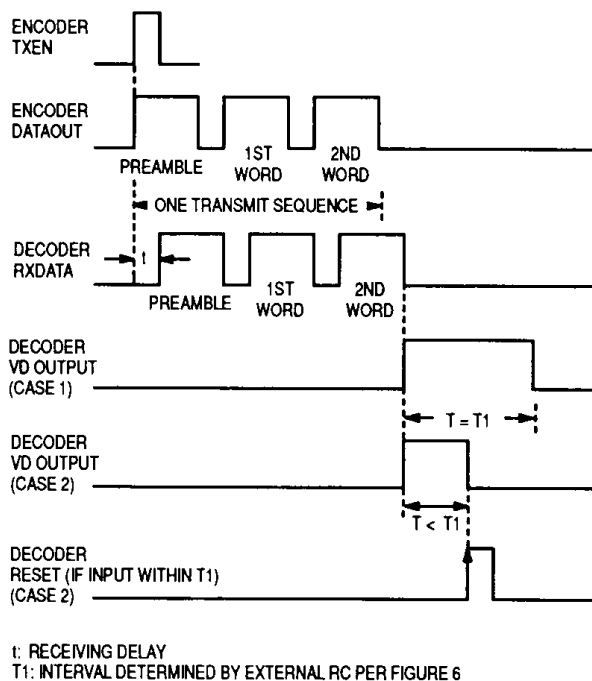 ENCODER
TXEN
ENCODER
DATAOUT
PREAMBLE
1ST
WORD
2ND
WORD
ONE TRANSMIT SEQUENCE
DECODER
RXDATA
t
PREAMBLE
1ST
WORD
2ND
WORD
DECODER
VD OUTPUT
(CASE 1)
T = T1
DECODER
VD OUTPUT
(CASE 2)
T < T1
DECODER
RESET (IF INPUT WITHIN T1)
(CASE 2)
t: RECEIVING DELAY
T1: INTERVAL DETERMINED BY EXTERNAL RC PER FIGURE 6